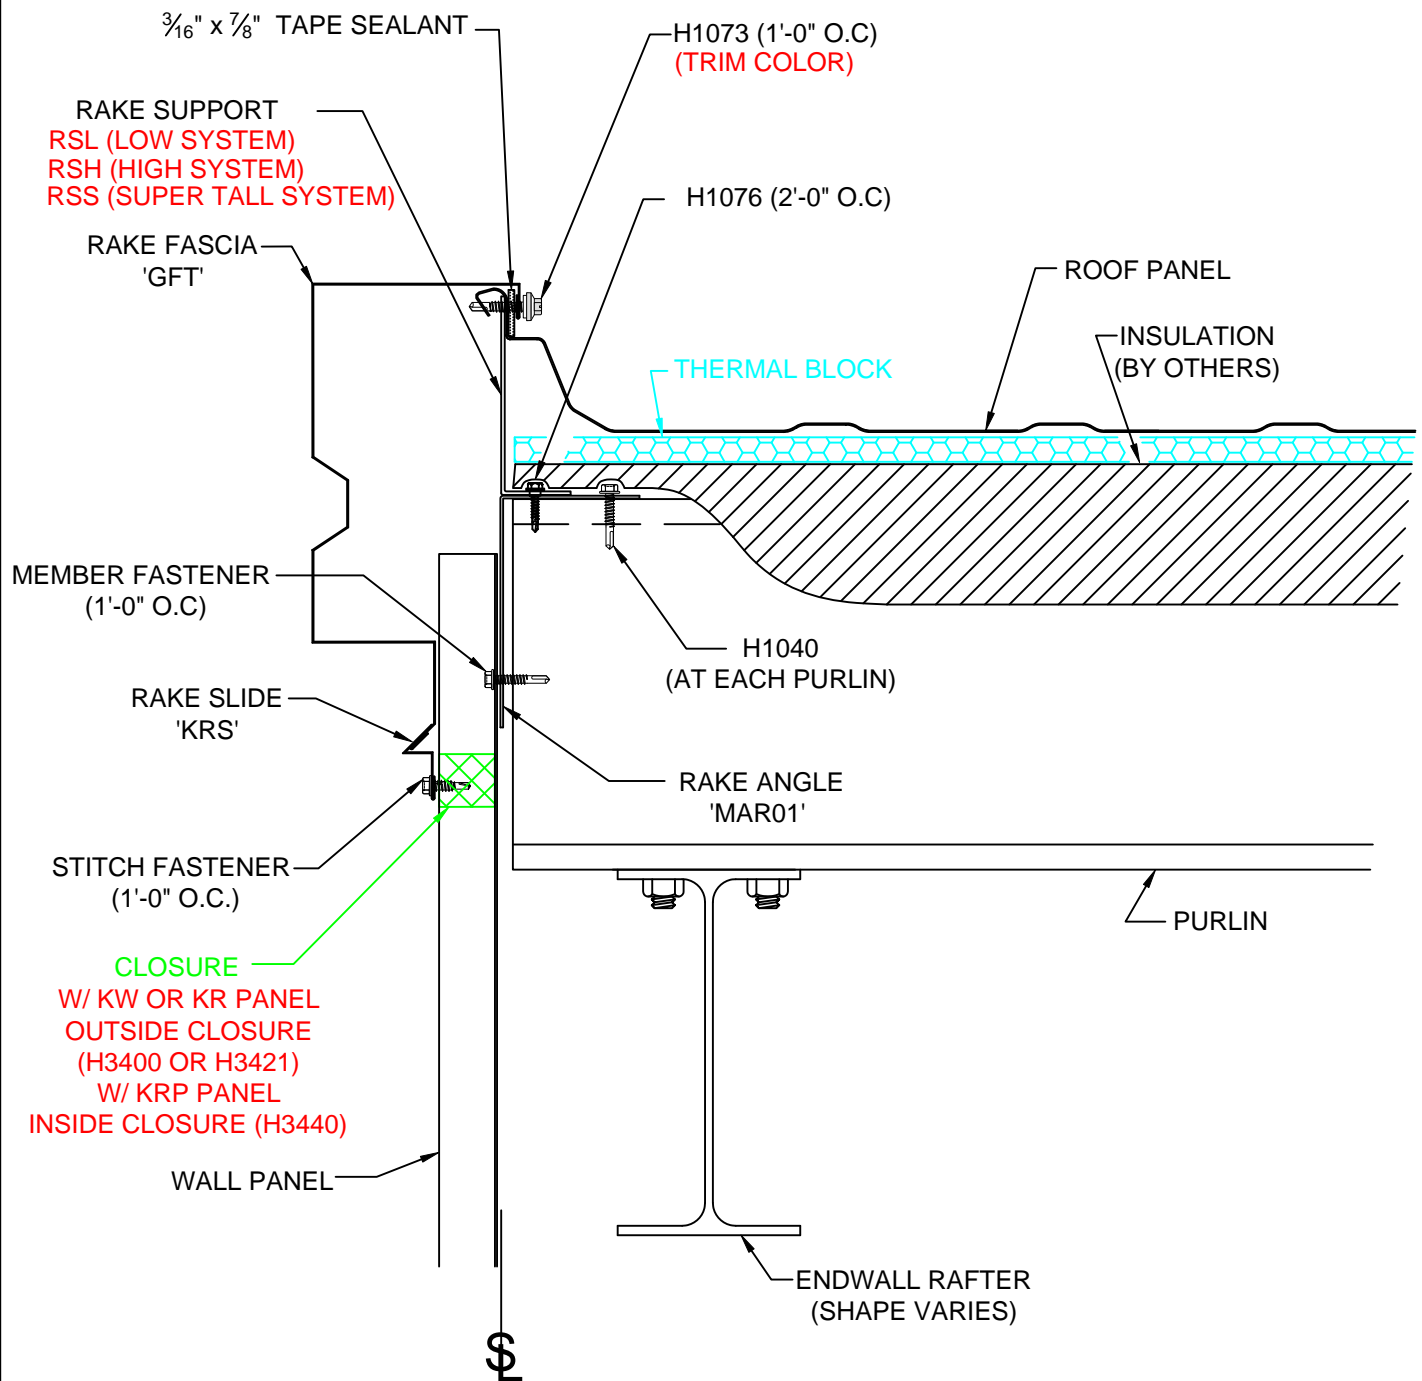 3/16" x 7/8" TAPE SEALANT
H1073 (1'-0" O.C)
(TRIM COLOR)
RAKE SUPPORT
RSL (LOW SYSTEM)
RSH (HIGH SYSTEM)
RSS (SUPER TALL SYSTEM)
H1076 (2'-0" O.C)
RAKE FASCIA
'GFT'
ROOF PANEL
INSULATION
(BY OTHERS)
THERMAL BLOCK
MEMBER FASTENER
(1'-0" O.C)
H1040
(AT EACH PURLIN)
RAKE SLIDE
'KRS'
RAKE ANGLE
'MAR01'
STITCH FASTENER
(1'-0" O.C.)
PURLIN
CLOSURE
W/ KW OR KR PANEL
OUTSIDE CLOSURE
(H3400 OR H3421)
W/ KRP PANEL
INSIDE CLOSURE (H3440)
WALL PANEL
ENDWALL RAFTER
(SHAPE VARIES)
SL